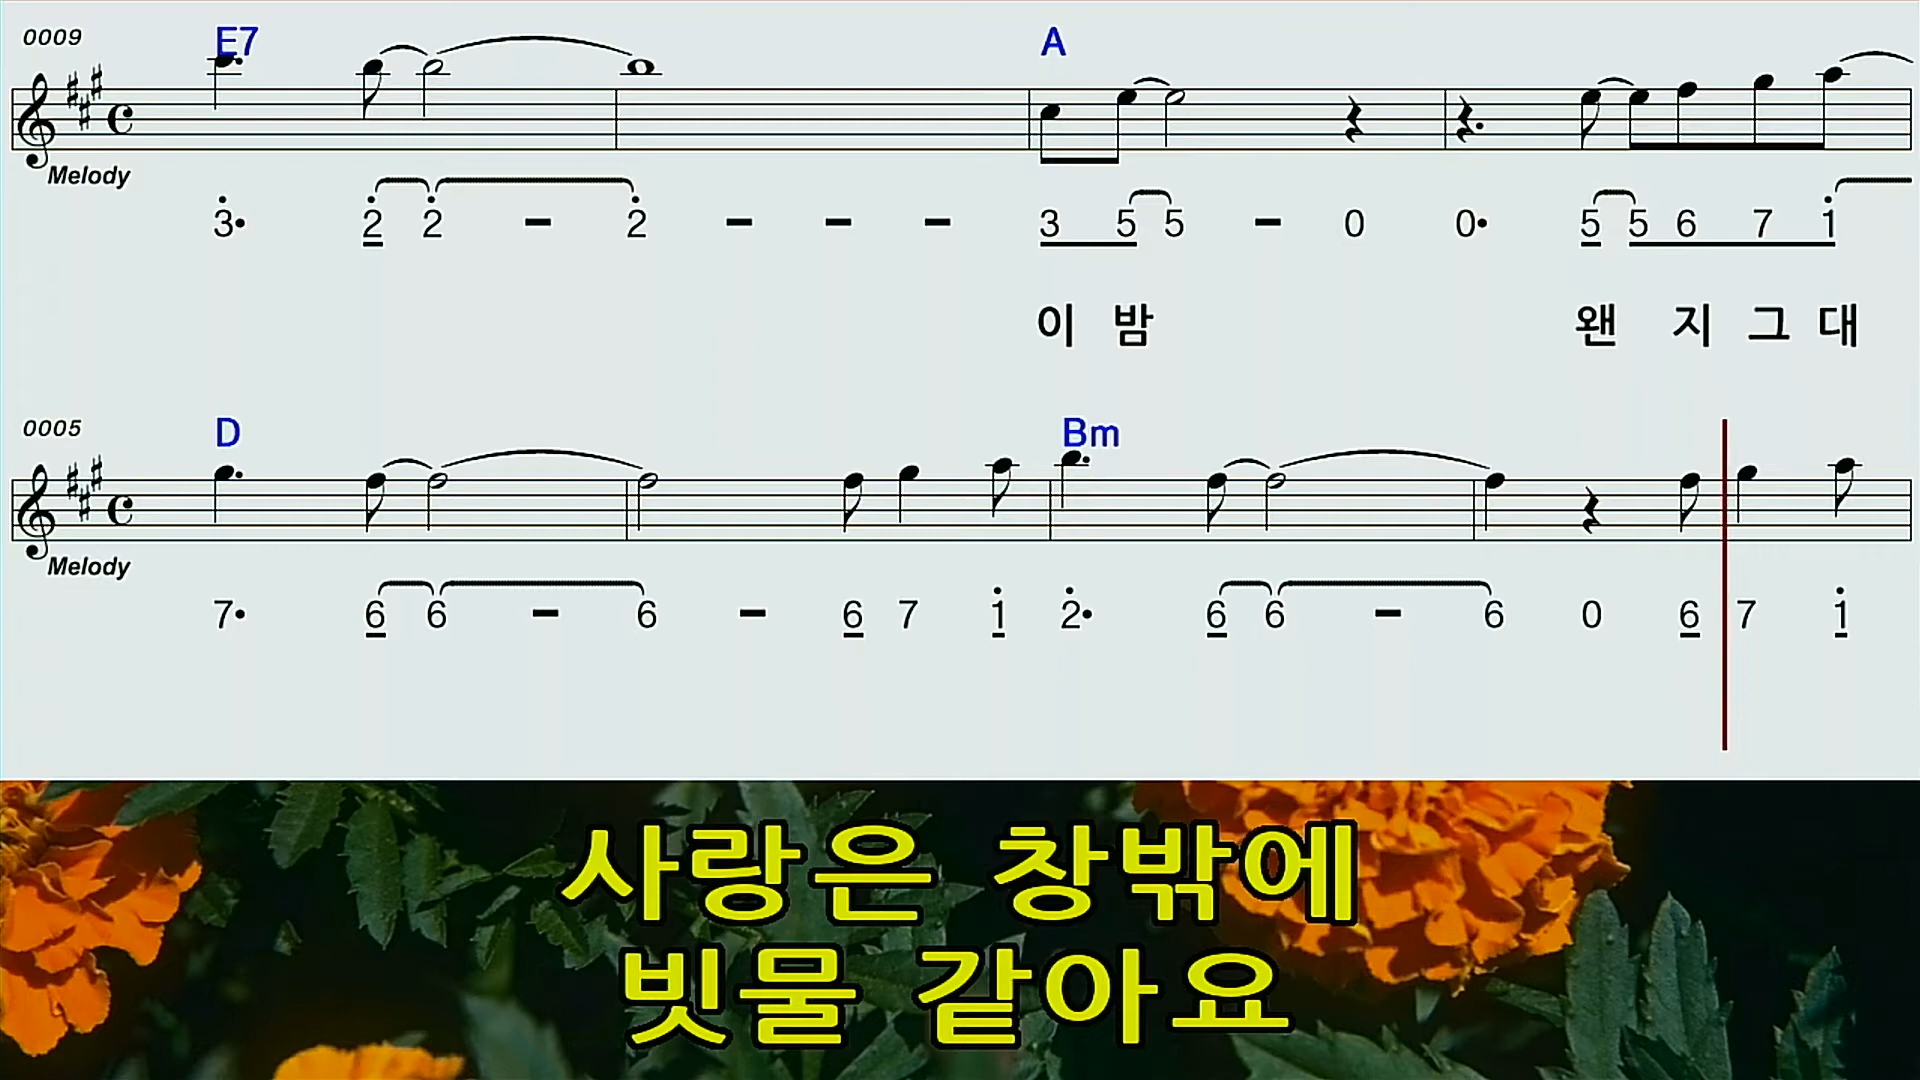 0009 E7 A
Melody
3• 2 2 – 2 – – – 3 5 5 – 0 0• 5 5 6 7 1
이 밤 왠 지 그 대
0005 D Bm
Melody
7• 6 6 – 6 – 6 7 1 2• 6 6 – 6 0 6 7 1
사랑은 창밖에
빗물 같아요